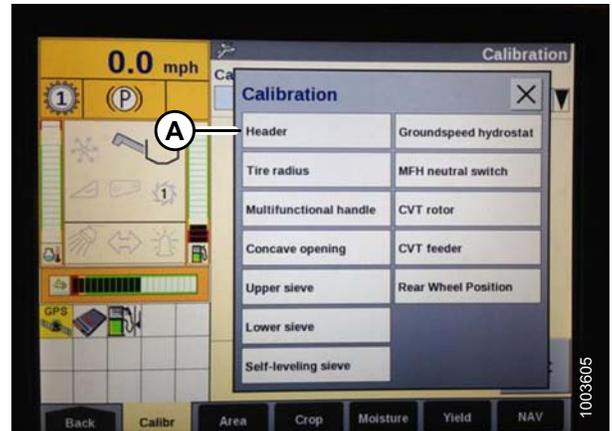 0.0 mph
Calibration
Ca
1
(P)
Calibration
X
A
Header
Groundspeed hydrostat
Tire radius
MFH neutral switch
Multifunctional handle
CVT rotor
Concave opening
CVT feeder
Upper sieve
Rear Wheel Position
Lower sieve
Self-leveling sieve
1
GPS
Back
Calibr
Area
Crop
Moisture
Yield
NAV
1003605